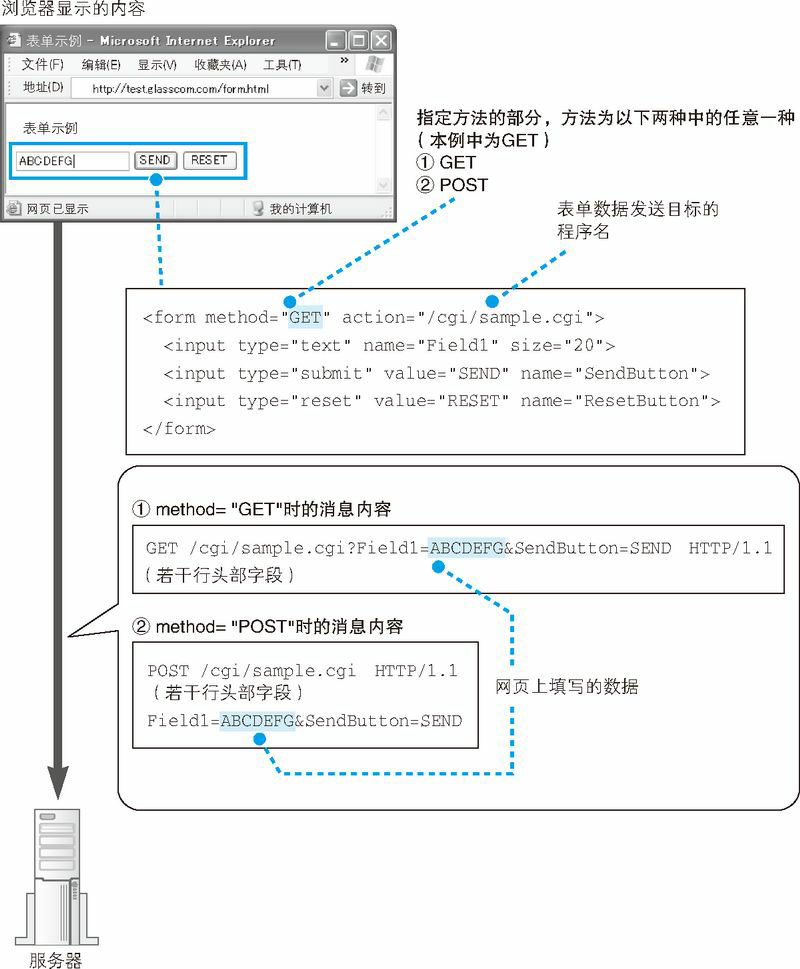 浏览器显示的内容
表单示例 - Microsoft Internet Explorer
文件(F) 编辑(E) 显示(V) 收藏夹(A) 工具(T) »
地址(D) http://test.glasscom.com/form.html 转到
表单示例
ABCDEFG SEND RESET
网页已显示 我的计算机
指定方法的部分，方法为以下两种中的任意一种
（本例中为GET）
① GET
② POST
表单数据发送目标的
程序名
<form method="GET" action="/cgi/sample.cgi">
<input type="text" name="Field1" size="20">
<input type="submit" value="SEND" name="SendButton">
<input type="reset" value="RESET" name="ResetButton">
</form>
① method= "GET"时的消息内容
GET /cgi/sample.cgi?Field1=ABCDEFG&SendButton=SEND HTTP/1.1
（若干行头部字段）
② method= "POST"时的消息内容
POST /cgi/sample.cgi HTTP/1.1
（若干行头部字段）
Field1=ABCDEFG&SendButton=SEND
网页上填写的数据
服务器